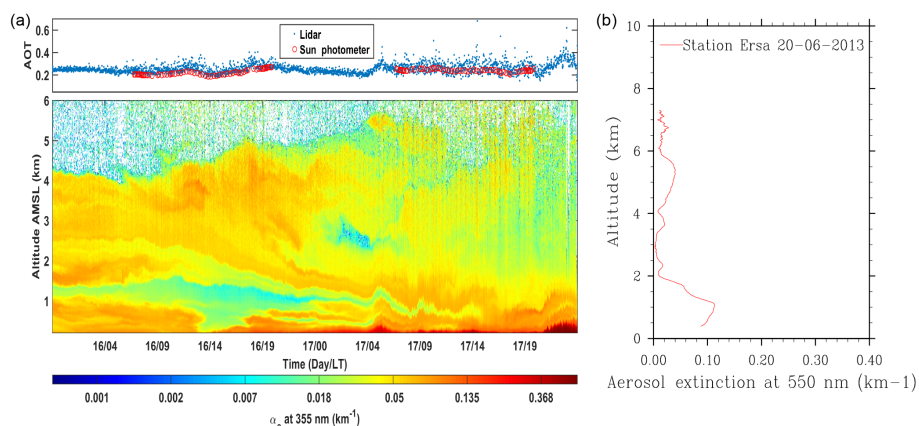 (a)
0.6
0.4
0.2
AOT
Lidar
Sun photometer
6
5
4
3
2
1
Altitude AMSL (km)
16/04 16/09 16/14 16/19 17/00 17/04 17/09 17/14 17/19
Time (Day/LT)
0.001 0.002 0.007 0.018 0.05 0.135 0.368
at 355 nm (km-1)
(b)
Station Ersa 20-06-2013
10
8
6
4
2
0
Altitude (km)
0.00 0.10 0.20 0.30 0.40
Aerosol extinction at 550 nm (km−1)